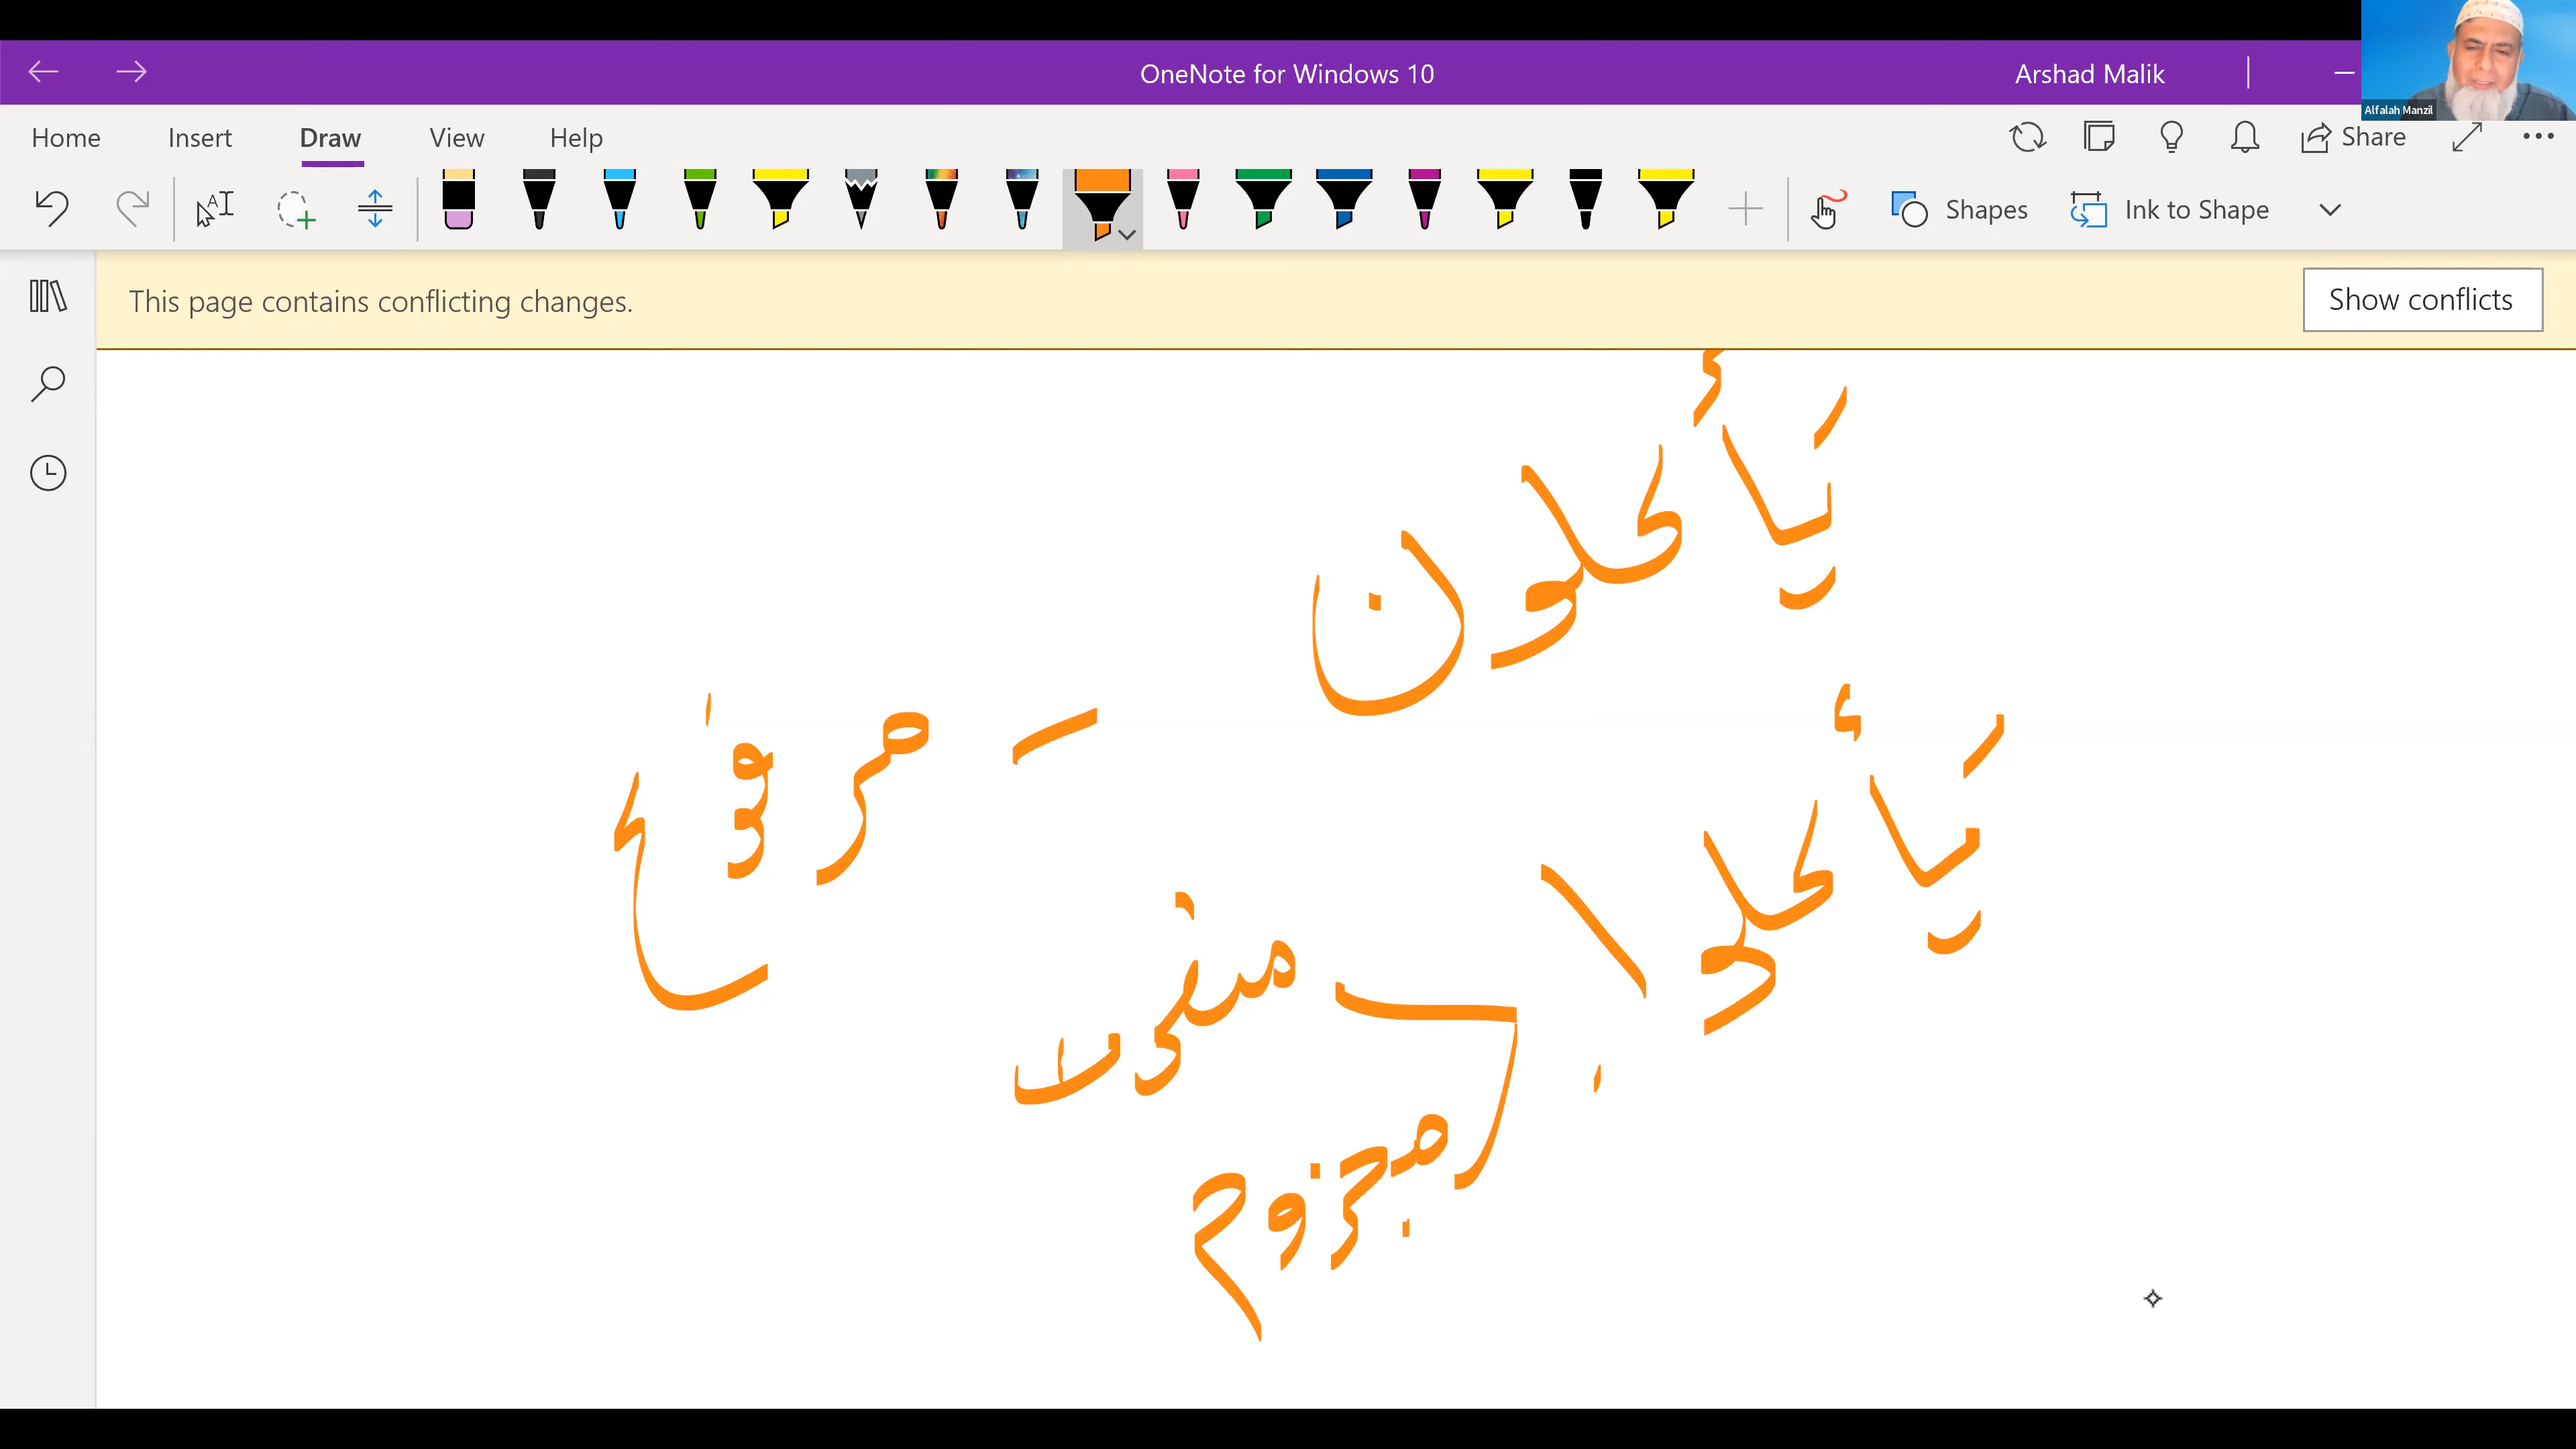 OneNote for Windows 10
Arshad Malik
Alfalah Manzil
Home Insert Draw View Help
Share
Shapes Ink to Shape
This page contains conflicting changes.
Show conflicts
يَأكلون - مرفوع
يَأكلوا منصوب
مجزوم